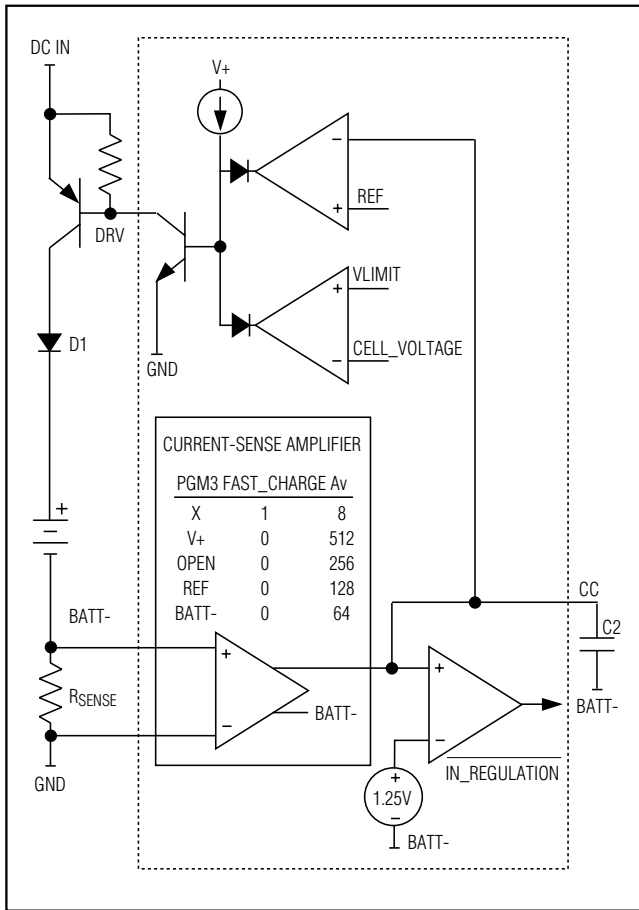 DC IN
V+
−
REF
+
DRV
VLIMIT
+
D1
CELL_VOLTAGE
−
GND
CURRENT-SENSE AMPLIFIER
PGM3 FAST_CHARGE Av
X 1 8
V+ 0 512
OPEN 0 256
REF 0 128
BATT- 0 64
+
−
CC
C2
BATT-
+
+
RSENSE
BATT-
BATT-
−
−
IN_REGULATION
GND
+
1.25V
−
BATT-